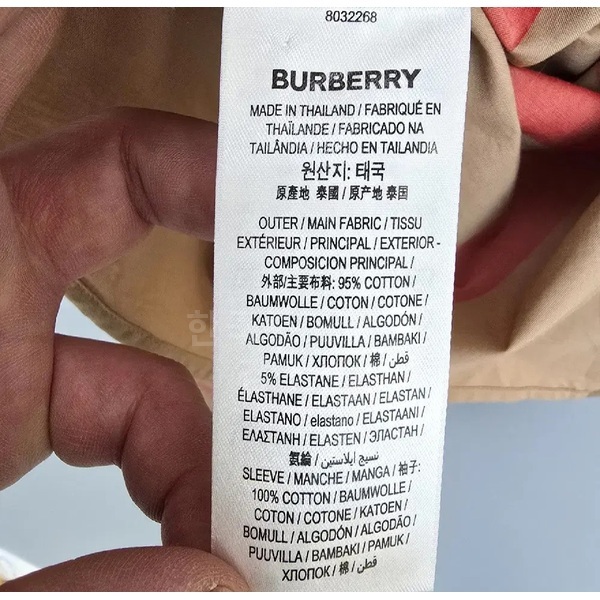 8032268
BURBERRY
MADE IN THAILAND / FABRIQUÉ EN
THAÏLANDE / FABRICADO NA
TAILÂNDIA / HECHO EN TAILANDIA
원산지: 태국
原產地 泰國 / 原产地 泰国
OUTER / MAIN FABRIC / TISSU
EXTÉRIEUR / PRINCIPAL / EXTERIOR -
COMPOSICION PRINCIPAL /
外部/主要布料: 95% COTTON /
BAUMWOLLE / COTON / COTONE /
KATOEN / BOMULL / ALGODÓN /
ALGODÃO / PUUVILLA / BAMBAKI /
PAMUK / ХЛОПОК / 棉 / قطن /
5% ELASTANE / ELASTHAN /
ÉLASTHANE / ELASTAAN / ELASTAN /
ELASTANO / elastano / ELASTAANI /
ΕΛΑΣΤΑΝΗ / ELASTEN / ЭЛАСТАН /
氨綸 / نسيج ايلاستين /
SLEEVE / MANCHE / MANGA / 袖子:
100% COTTON / BAUMWOLLE /
COTON / COTONE / KATOEN /
BOMULL / ALGODÓN / ALGODÃO /
PUUVILLA / BAMBAKI / PAMUK /
ХЛОПОК / 棉 / قطن